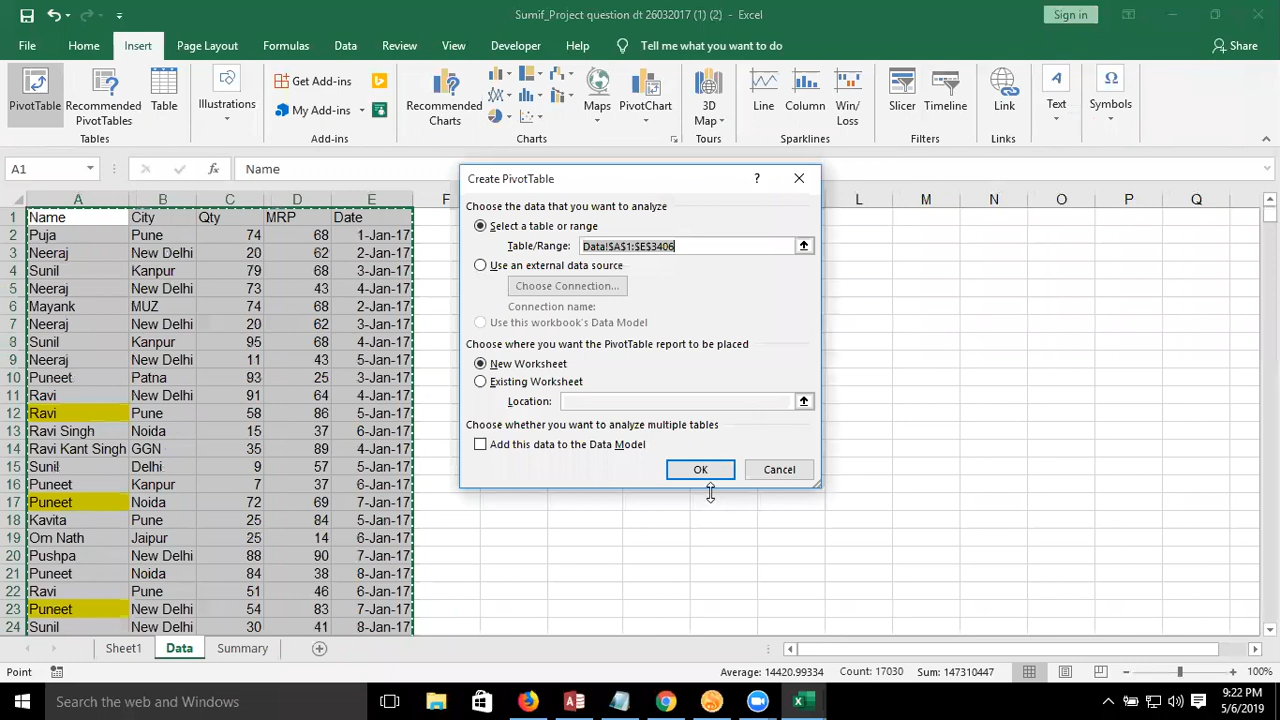 Sumif_Project question dt 26032017 (1) (2) - Excel
Sign in
File Home Insert Page Layout Formulas Data Review View Developer Help Tell me what you want to do Share
PivotTable Recommended PivotTables Table
Tables
Illustrations
Get Add-ins
My Add-ins
Add-ins
Recommended Charts
Maps PivotChart
Charts
3D Map
Tours
Line Column Win/Loss
Sparklines
Slicer Timeline
Filters
Link
Links
Text
Symbols
A1 fx Name
A B C D E F L M N O P Q
1 Name City Qty MRP Date
2 Puja Pune 74 68 1-Jan-17
3 Neeraj New Delhi 20 62 2-Jan-17
4 Sunil Kanpur 79 68 3-Jan-17
5 Neeraj New Delhi 73 43 4-Jan-17
6 Mayank MUZ 74 68 2-Jan-17
7 Neeraj New Delhi 20 62 3-Jan-17
8 Sunil Kanpur 95 68 4-Jan-17
9 Neeraj New Delhi 11 43 5-Jan-17
10 Puneet Patna 93 25 3-Jan-17
11 Ravi New Delhi 91 64 4-Jan-17
12 Ravi Pune 58 86 5-Jan-17
13 Ravi Singh Noida 15 37 6-Jan-17
14 Ravi Kant Singh GGN 35 89 4-Jan-17
15 Sunil Delhi 9 57 5-Jan-17
16 Puneet Kanpur 7 34 6-Jan-17
17 Puneet Noida 72 69 7-Jan-17
18 Kavita Pune 25 84 5-Jan-17
19 Om Nath Jaipur 25 14 6-Jan-17
20 Pushpa New Delhi 88 90 7-Jan-17
21 Puneet Noida 84 38 8-Jan-17
22 Ravi Pune 51 46 6-Jan-17
23 Puneet New Delhi 54 83 7-Jan-17
24 Sunil New Delhi 30 41 8-Jan-17
Create PivotTable ?
Choose the data that you want to analyze
Select a table or range
Table/Range: Data!$A$1:$E$3406
Use an external data source
Choose Connection...
Connection name:
Use this workbook's Data Model
Choose where you want the PivotTable report to be placed
New Worksheet
Existing Worksheet
Location:
Choose whether you want to analyze multiple tables
Add this data to the Data Model
OK Cancel
Sheet1 Data Summary
Point Average: 14420.99334 Count: 17030 Sum: 147310447 100%
Search the web and Windows
9:22 PM
5/6/2019